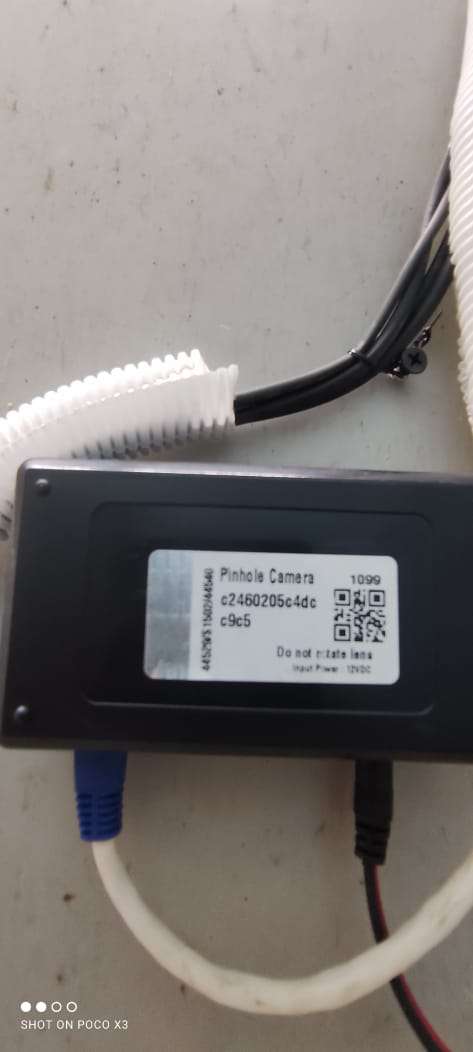 Pinhole Camera
1099
c2460205c4dc
c9c5
Do not rotate lens
Input Power : 12VDC
SHOT ON POCO X3